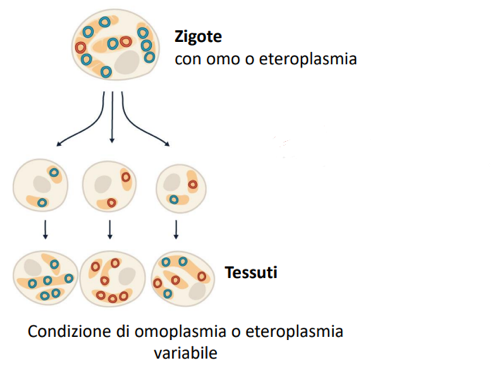 Zigote
con omo o eteroplasmia
Tessuti
Condizione di omoplasmia o eteroplasmia
variabile